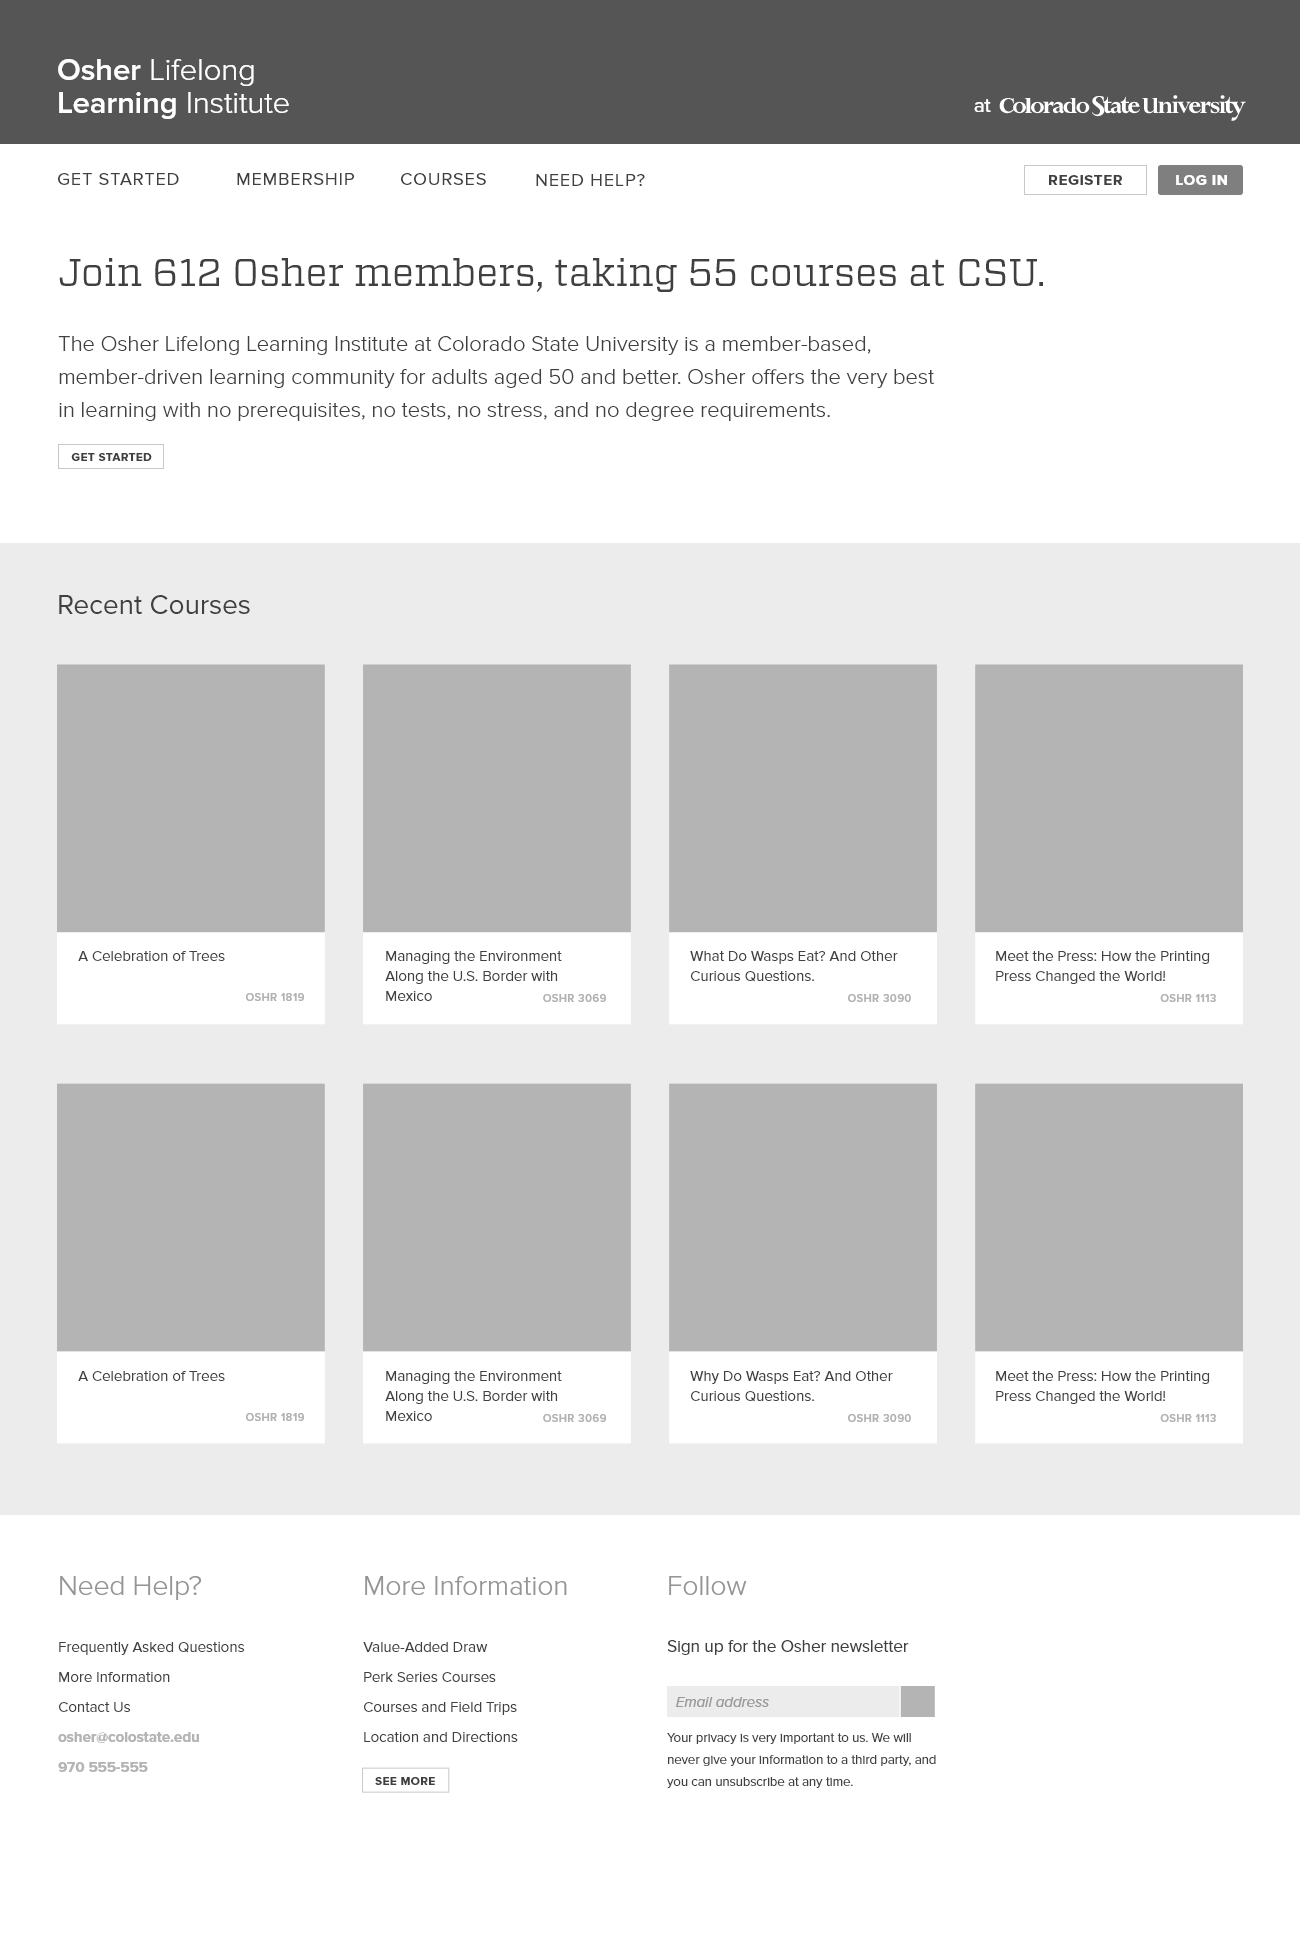 Osher Lifelong
Learning Institute
at Colorado State University
GET STARTED
MEMBERSHIP
COURSES
NEED HELP?
REGISTER
LOG IN
Join 612 Osher members, taking 55 courses at CSU.
The Osher Lifelong Learning Institute at Colorado State University is a member-based,
member-driven learning community for adults aged 50 and better. Osher offers the very best
in learning with no prerequisites, no tests, no stress, and no degree requirements.
GET STARTED
Recent Courses
A Celebration of Trees
OSHR 1819
Managing the Environment
Along the U.S. Border with
Mexico
OSHR 3069
What Do Wasps Eat? And Other
Curious Questions.
OSHR 3090
Meet the Press: How the Printing
Press Changed the World!
OSHR 1113
A Celebration of Trees
OSHR 1819
Managing the Environment
Along the U.S. Border with
Mexico
OSHR 3069
Why Do Wasps Eat? And Other
Curious Questions.
OSHR 3090
Meet the Press: How the Printing
Press Changed the World!
OSHR 1113
Need Help?
Frequently Asked Questions
More Information
Contact Us
osher@colostate.edu
970 555-555
More Information
Value-Added Draw
Perk Series Courses
Courses and Field Trips
Location and Directions
SEE MORE
Follow
Sign up for the Osher newsletter
Email address
Your privacy is very important to us. We will
never give your information to a third party, and
you can unsubscribe at any time.